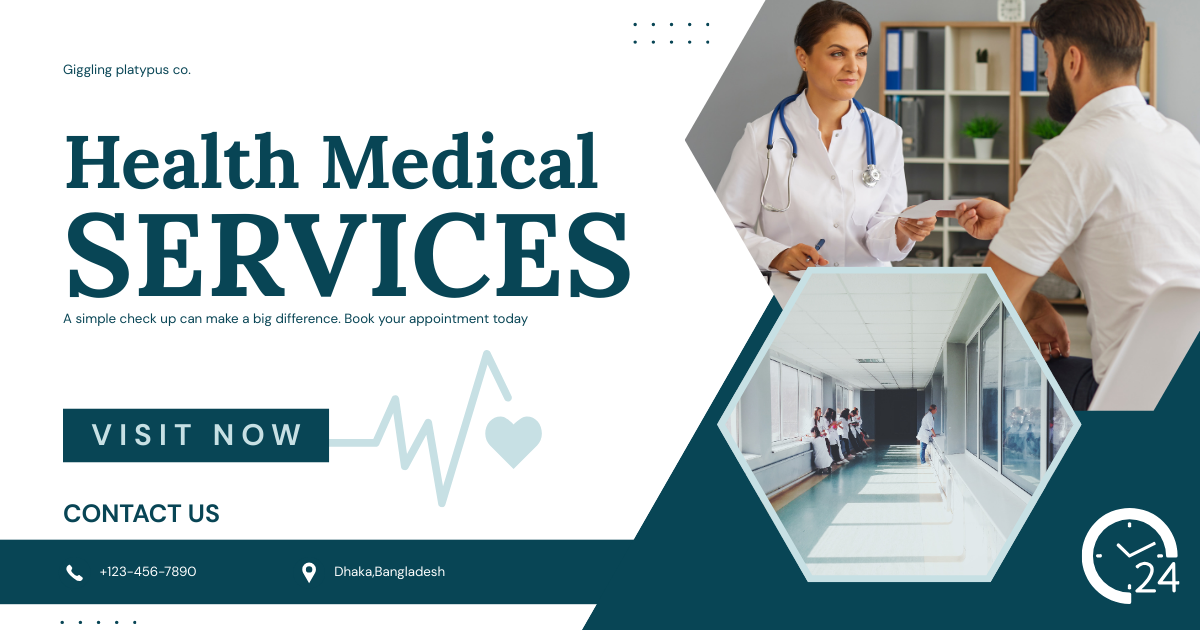 Giggling platypus co.
Health Medical
SERVICES
A simple check up can make a big difference. Book your appointment today
VISIT NOW
CONTACT US
+123-456-7890
Dhaka,Bangladesh
24